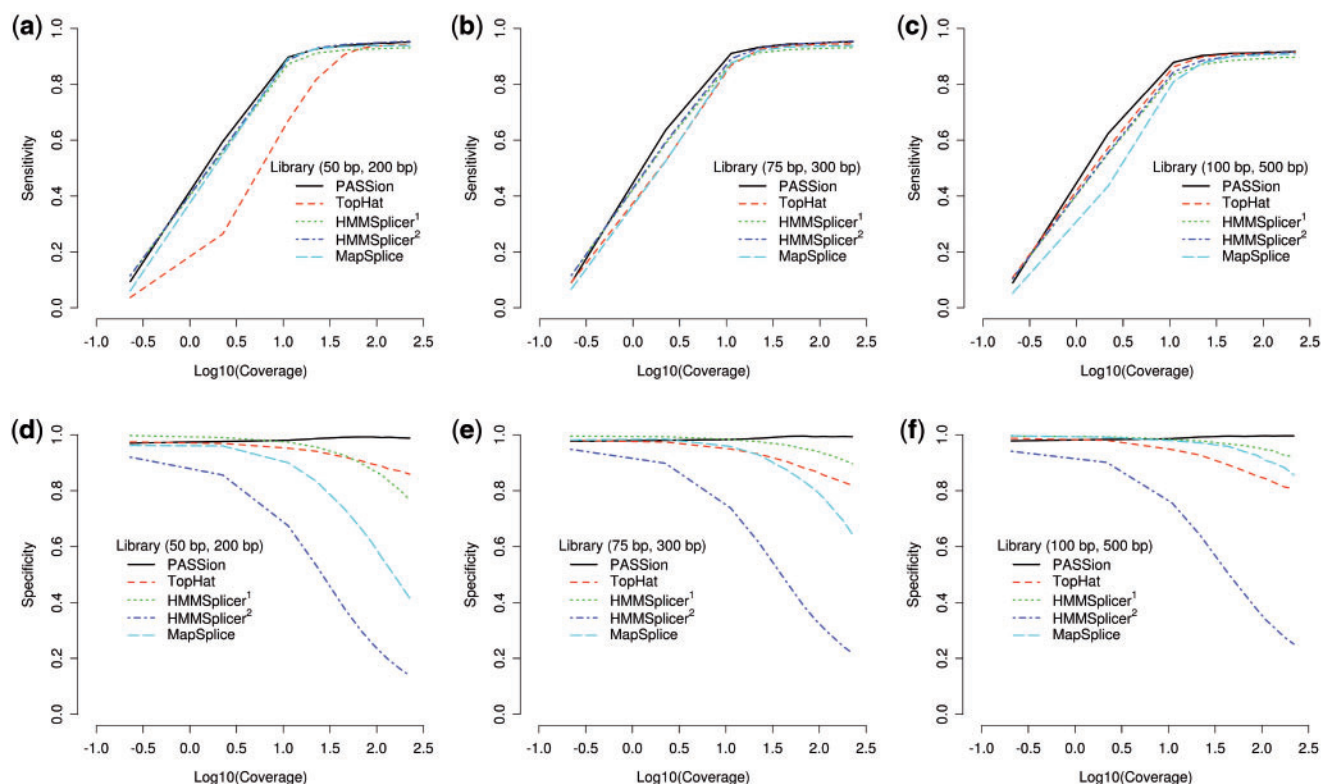 (a)
1.0
0.8
0.6
0.4
0.2
0.0
Sensitivity
Library (50 bp, 200 bp)
PASSion
TopHat
HMMSplicer1
HMMSplicer2
MapSplice
-1.0 -0.5 0.0 0.5 1.0 1.5 2.0 2.5
Log10(Coverage)
(b)
1.0
0.8
0.6
0.4
0.2
0.0
Sensitivity
Library (75 bp, 300 bp)
PASSion
TopHat
HMMSplicer1
HMMSplicer2
MapSplice
-1.0 -0.5 0.0 0.5 1.0 1.5 2.0 2.5
Log10(Coverage)
(c)
1.0
0.8
0.6
0.4
0.2
0.0
Sensitivity
Library (100 bp, 500 bp)
PASSion
TopHat
HMMSplicer1
HMMSplicer2
MapSplice
-1.0 -0.5 0.0 0.5 1.0 1.5 2.0 2.5
Log10(Coverage)
(d)
1.0
0.8
0.6
0.4
0.2
0.0
Specificity
Library (50 bp, 200 bp)
PASSion
TopHat
HMMSplicer1
HMMSplicer2
MapSplice
-1.0 -0.5 0.0 0.5 1.0 1.5 2.0 2.5
Log10(Coverage)
(e)
1.0
0.8
0.6
0.4
0.2
0.0
Specificity
Library (75 bp, 300 bp)
PASSion
TopHat
HMMSplicer1
HMMSplicer2
MapSplice
-1.0 -0.5 0.0 0.5 1.0 1.5 2.0 2.5
Log10(Coverage)
(f)
1.0
0.8
0.6
0.4
0.2
0.0
Specificity
Library (100 bp, 500 bp)
PASSion
TopHat
HMMSplicer1
HMMSplicer2
MapSplice
-1.0 -0.5 0.0 0.5 1.0 1.5 2.0 2.5
Log10(Coverage)